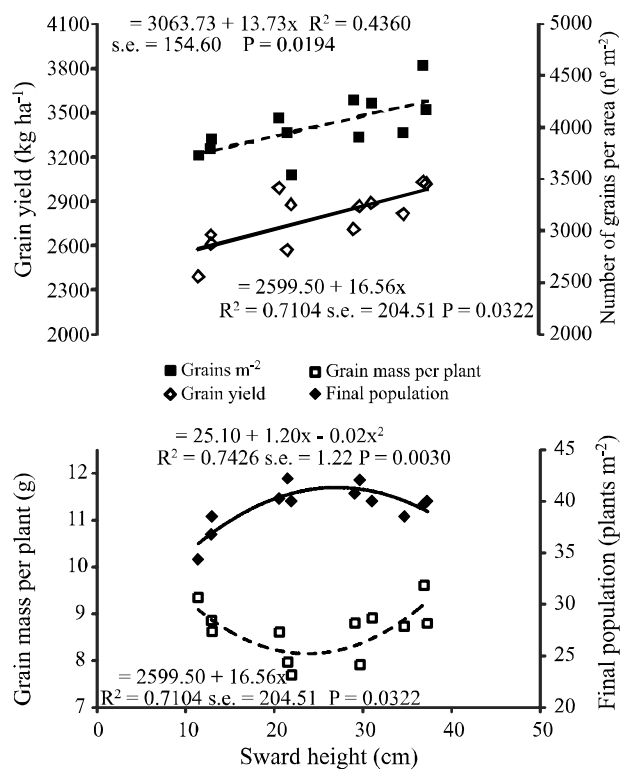 = 3063.73 + 13.73x R² = 0.4360
s.e. = 154.60 P = 0.0194
4100
3800
3500
3200
2900
2600
2300
2000
Grain yield (kg ha⁻¹)
5000
4500
4000
3500
3000
2500
2000
Number of grains per area (nº m⁻²)
= 2599.50 + 16.56x
R² = 0.7104 s.e. = 204.51 P = 0.0322
Grains m⁻²
Grain mass per plant
Grain yield
Final population
= 25.10 + 1.20x - 0.02x²
R² = 0.7426 s.e. = 1.22 P = 0.0030
12
11
10
9
8
7
Grain mass per plant (g)
45
40
35
30
25
20
Final population (plants m⁻²)
= 2599.50 + 16.56x
R² = 0.7104 s.e. = 204.51 P = 0.0322
0 10 20 30 40 50
Sward height (cm)